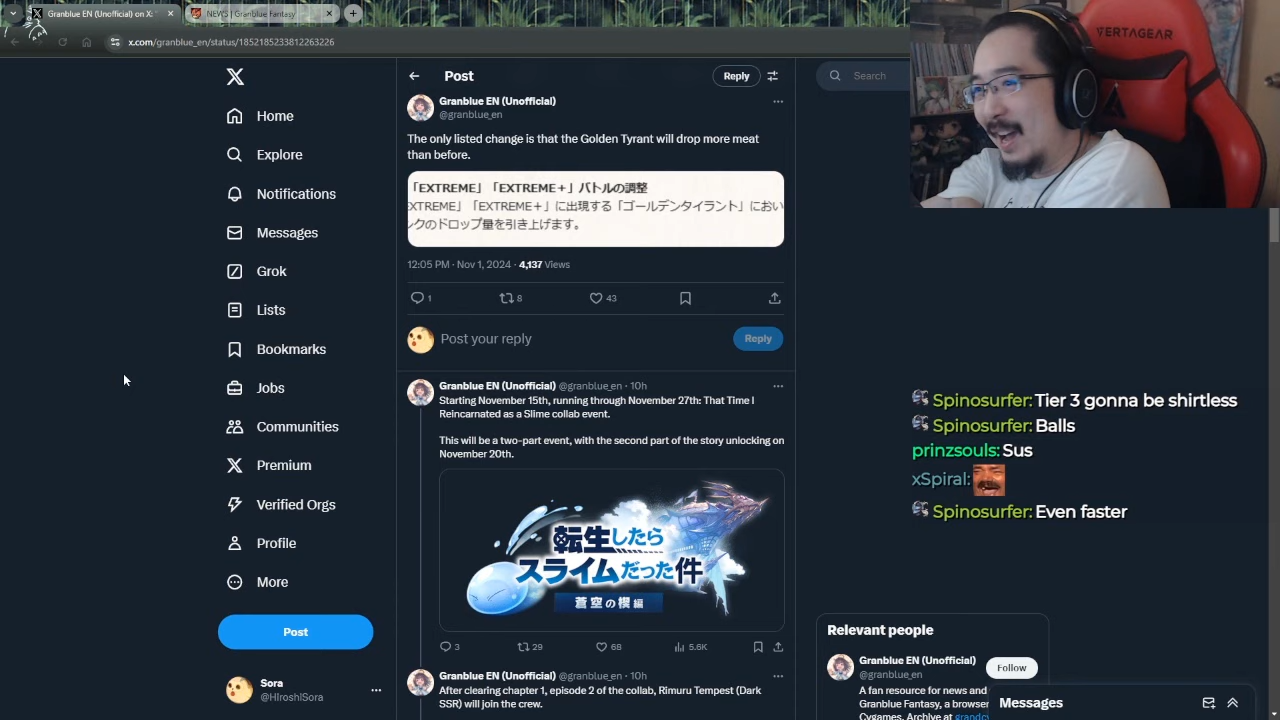 Granblue EN (Unofficial) on X:
NEWS | Granblue Fantasy
x.com/granblue_en/status/1852185233812263226
VERTAGEAR
Post
Reply
Search
Home
Explore
Notifications
Messages
Grok
Lists
Bookmarks
Jobs
Communities
Premium
Verified Orgs
Profile
More
Post
Sora
@HIroshISora
Granblue EN (Unofficial)
@granblue_en
The only listed change is that the Golden Tyrant will drop more meat
than before.
「EXTREME」「EXTREME＋」バトルの調整
EXTREME」「EXTREME＋」に出現する「ゴールデンタイラント」におい
クのドロップ量を引き上げます。
12:05 PM · Nov 1, 2024 · 4,137 Views
1
8
43
Post your reply
Reply
Granblue EN (Unofficial) @granblue_en · 10h
Starting November 15th, running through November 27th: That Time I
Reincarnated as a Slime collab event.
This will be a two-part event, with the second part of the story unlocking on
November 20th.
転生したら
スライムだった件
蒼空の楔編
3
29
68
5.6K
Granblue EN (Unofficial) @granblue_en · 10h
After clearing chapter 1, episode 2 of the collab, Rimuru Tempest (Dark
SSR) will join the crew.
Spinosurfer: Tier 3 gonna be shirtless
Spinosurfer: Balls
prinzsouls: Sus
xSpiral:
Spinosurfer: Even faster
Relevant people
Granblue EN (Unofficial)
@granblue_en
Follow
A fan resource for news and
Granblue Fantasy, a browser
Cygames. Archive at grandcy
Messages